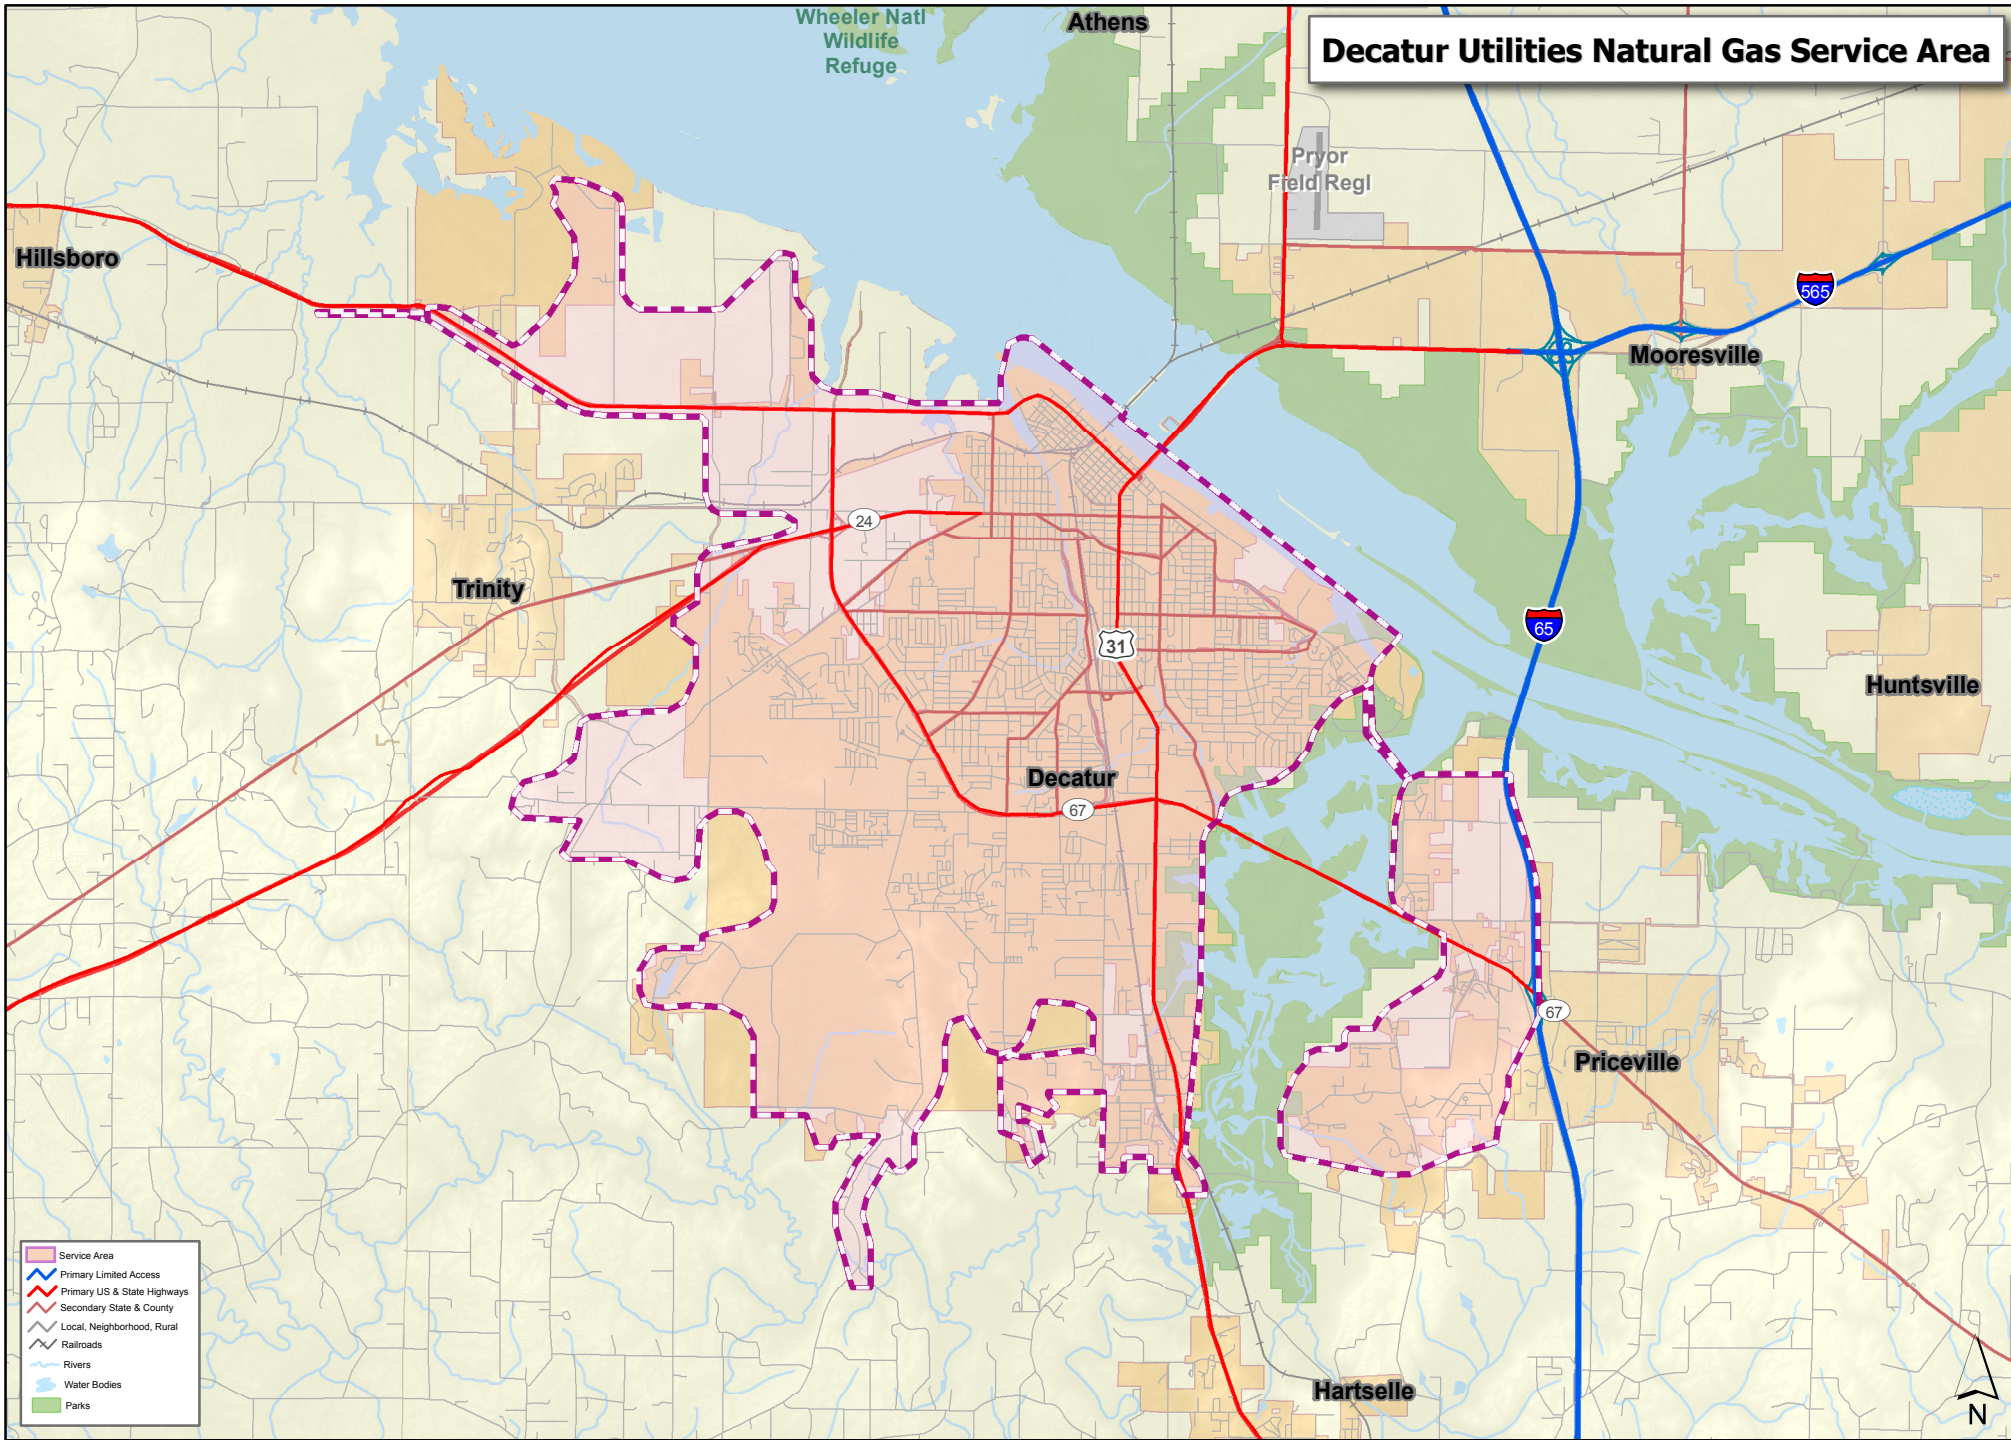 Wheeler Natl
Wildlife
Refuge
Athens
Decatur Utilities Natural Gas Service Area
Pryor
Field Regl
Hillsboro
565
Mooresville
24
Trinity
31
65
Huntsville
Decatur
67
67
Priceville
Hartselle
Service Area
Primary Limited Access
Primary US & State Highways
Secondary State & County
Local, Neighborhood, Rural
Railroads
Rivers
Water Bodies
Parks
N